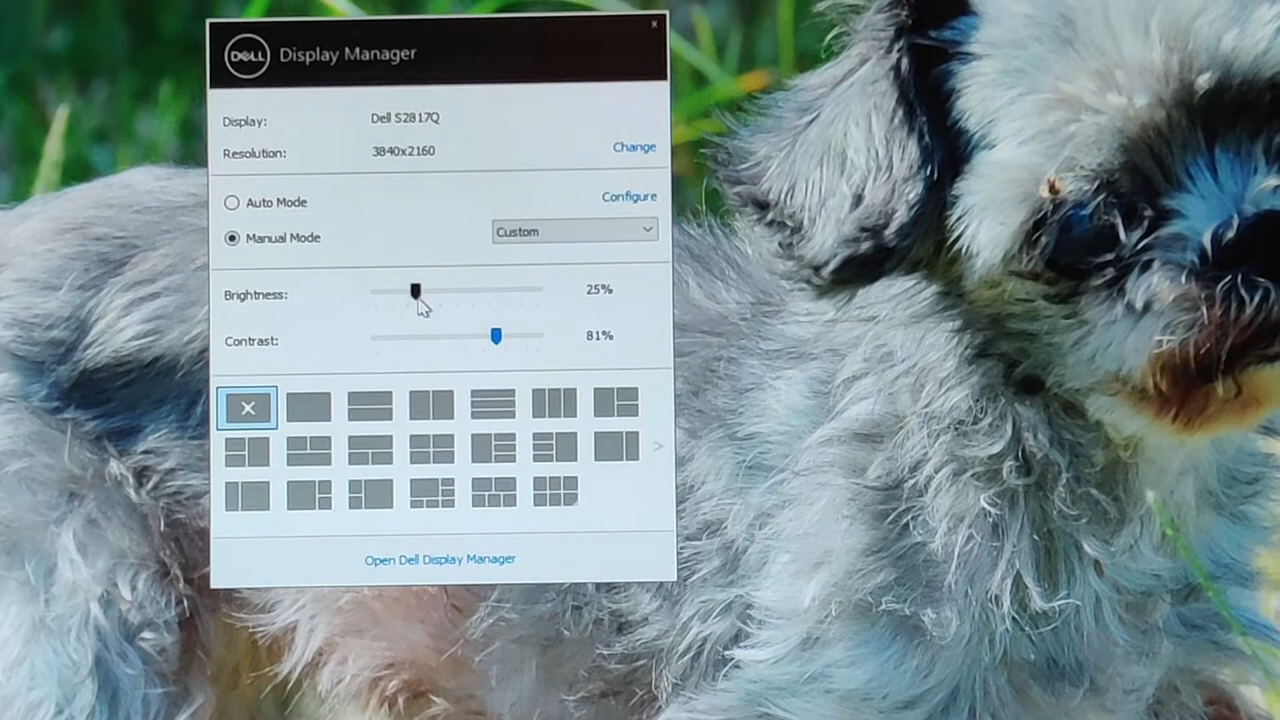 DELL Display Manager
Display: Dell S2817Q
Resolution: 3840x2160 Change
Auto Mode Configure
Manual Mode Custom
Brightness: 25%
Contrast: 81%
Open Dell Display Manager